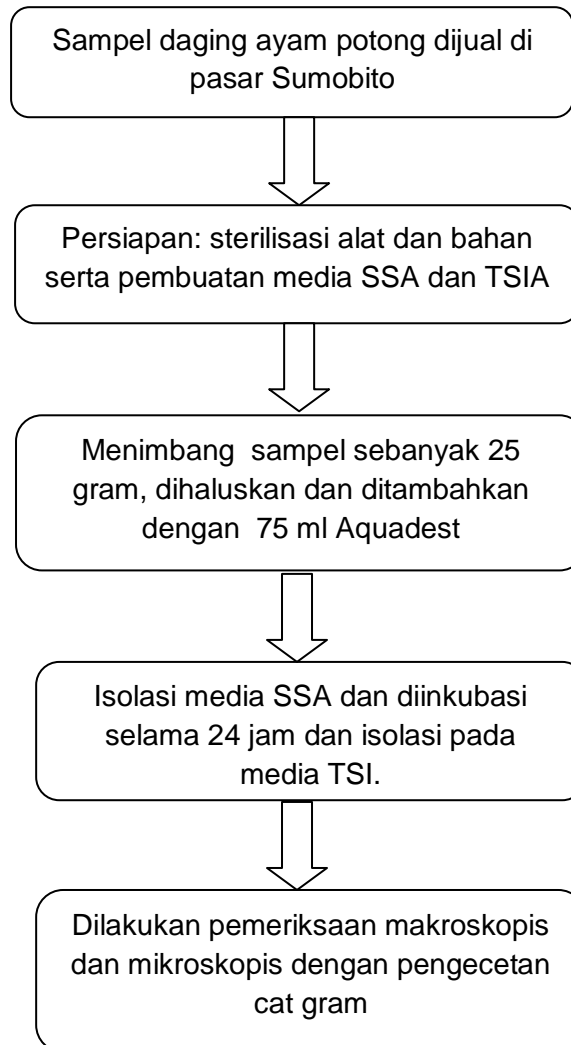 Sampel daging ayam potong dijual di
pasar Sumobito
Persiapan: sterilisasi alat dan bahan
serta pembuatan media SSA dan TSIA
Menimbang  sampel sebanyak 25
gram, dihaluskan dan ditambahkan
dengan  75 ml Aquadest
Isolasi media SSA dan diinkubasi
selama 24 jam dan isolasi pada
media TSI.
Dilakukan pemeriksaan makroskopis
dan mikroskopis dengan pengecetan
cat gram